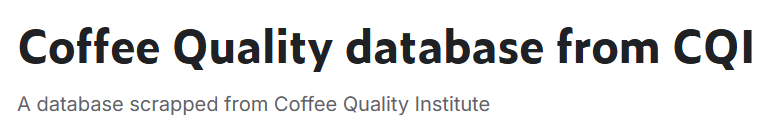 Coffee Quality database from CQI
A database scrapped from Coffee Quality Institute